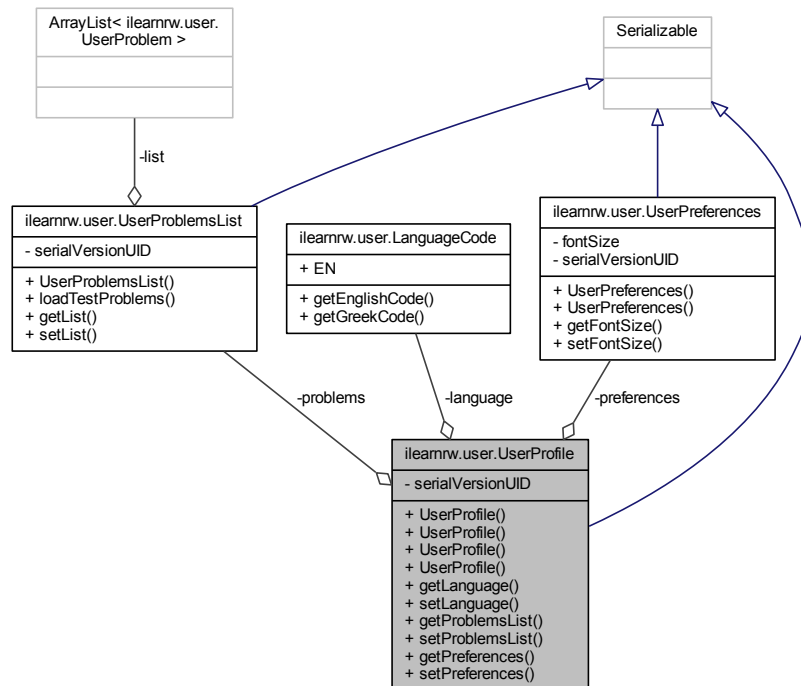 ArrayList< ilearnrw.user.
UserProblem >
Serializable
-list
ilearnrw.user.UserProblemsList
- serialVersionUID
+ UserProblemsList()
+ loadTestProblems()
+ getList()
+ setList()
ilearnrw.user.LanguageCode
+ EN
+ getEnglishCode()
+ getGreekCode()
ilearnrw.user.UserPreferences
- fontSize
- serialVersionUID
+ UserPreferences()
+ UserPreferences()
+ getFontSize()
+ setFontSize()
-problems
-language
-preferences
ilearnrw.user.UserProfile
- serialVersionUID
+ UserProfile()
+ UserProfile()
+ UserProfile()
+ UserProfile()
+ getLanguage()
+ setLanguage()
+ getProblemsList()
+ setProblemsList()
+ getPreferences()
+ setPreferences()